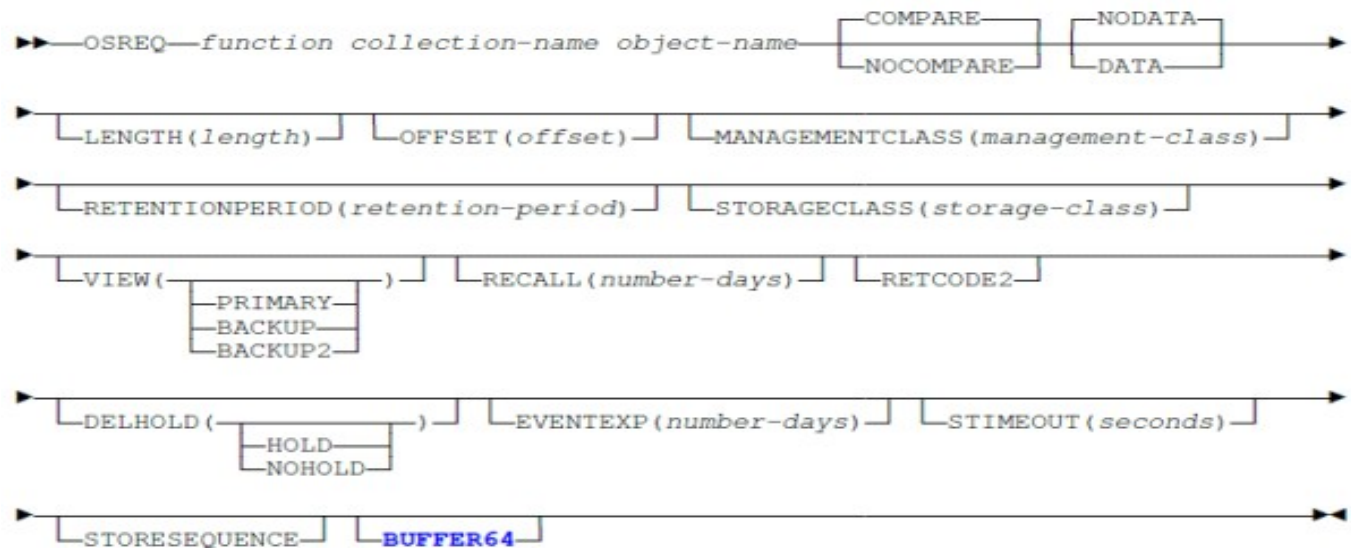 COMPARE NODATA
OSREQ function collection-name object-name
NOCOMPARE DATA
LENGTH(length) OFFSET(offset) MANAGEMENTCLASS(management-class)
RETENTIONPERIOD(retention-period) STORAGECLASS(storage-class)
VIEW( ) RECALL(number-days) RETCODE2
PRIMARY
BACKUP
BACKUP2
DELHOLD( ) EVENTEXP(number-days) STIMEOUT(seconds)
HOLD
NOHOLD
STORESEQUENCE BUFFER64